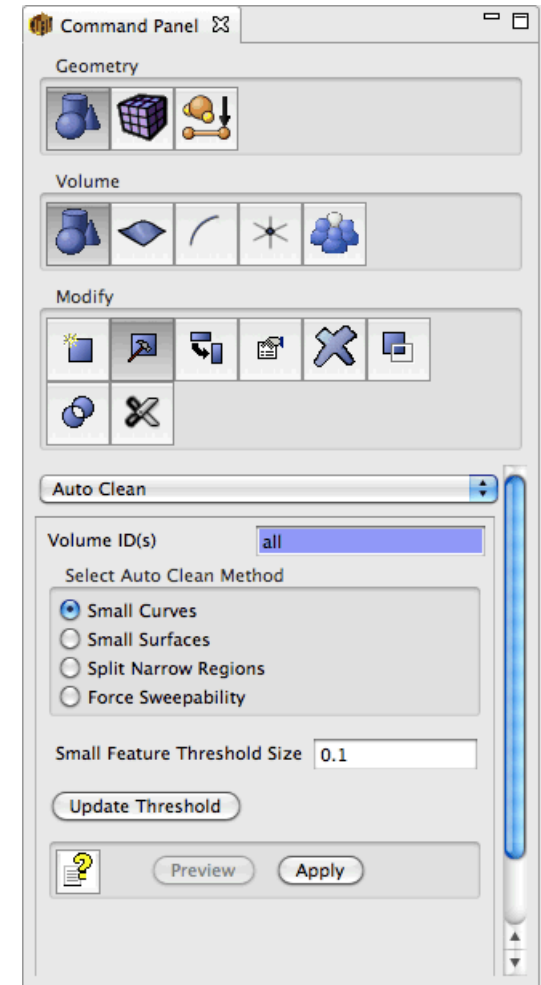 Command Panel
Geometry
Volume
Modify
Auto Clean
Volume ID(s) all
Select Auto Clean Method
Small Curves
Small Surfaces
Split Narrow Regions
Force Sweepability
Small Feature Threshold Size 0.1
Update Threshold
Preview Apply